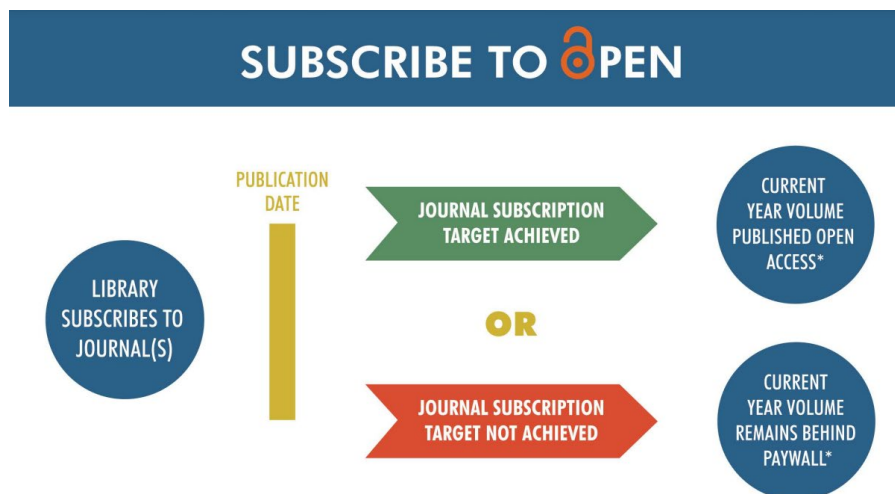 SUBSCRIBE TO OPEN
PUBLICATION
DATE
LIBRARY
SUBSCRIBES TO
JOURNAL(S)
JOURNAL SUBSCRIPTION
TARGET ACHIEVED
OR
JOURNAL SUBSCRIPTION
TARGET NOT ACHIEVED
CURRENT
YEAR VOLUME
PUBLISHED OPEN
ACCESS*
CURRENT
YEAR VOLUME
REMAINS BEHIND
PAYWALL*